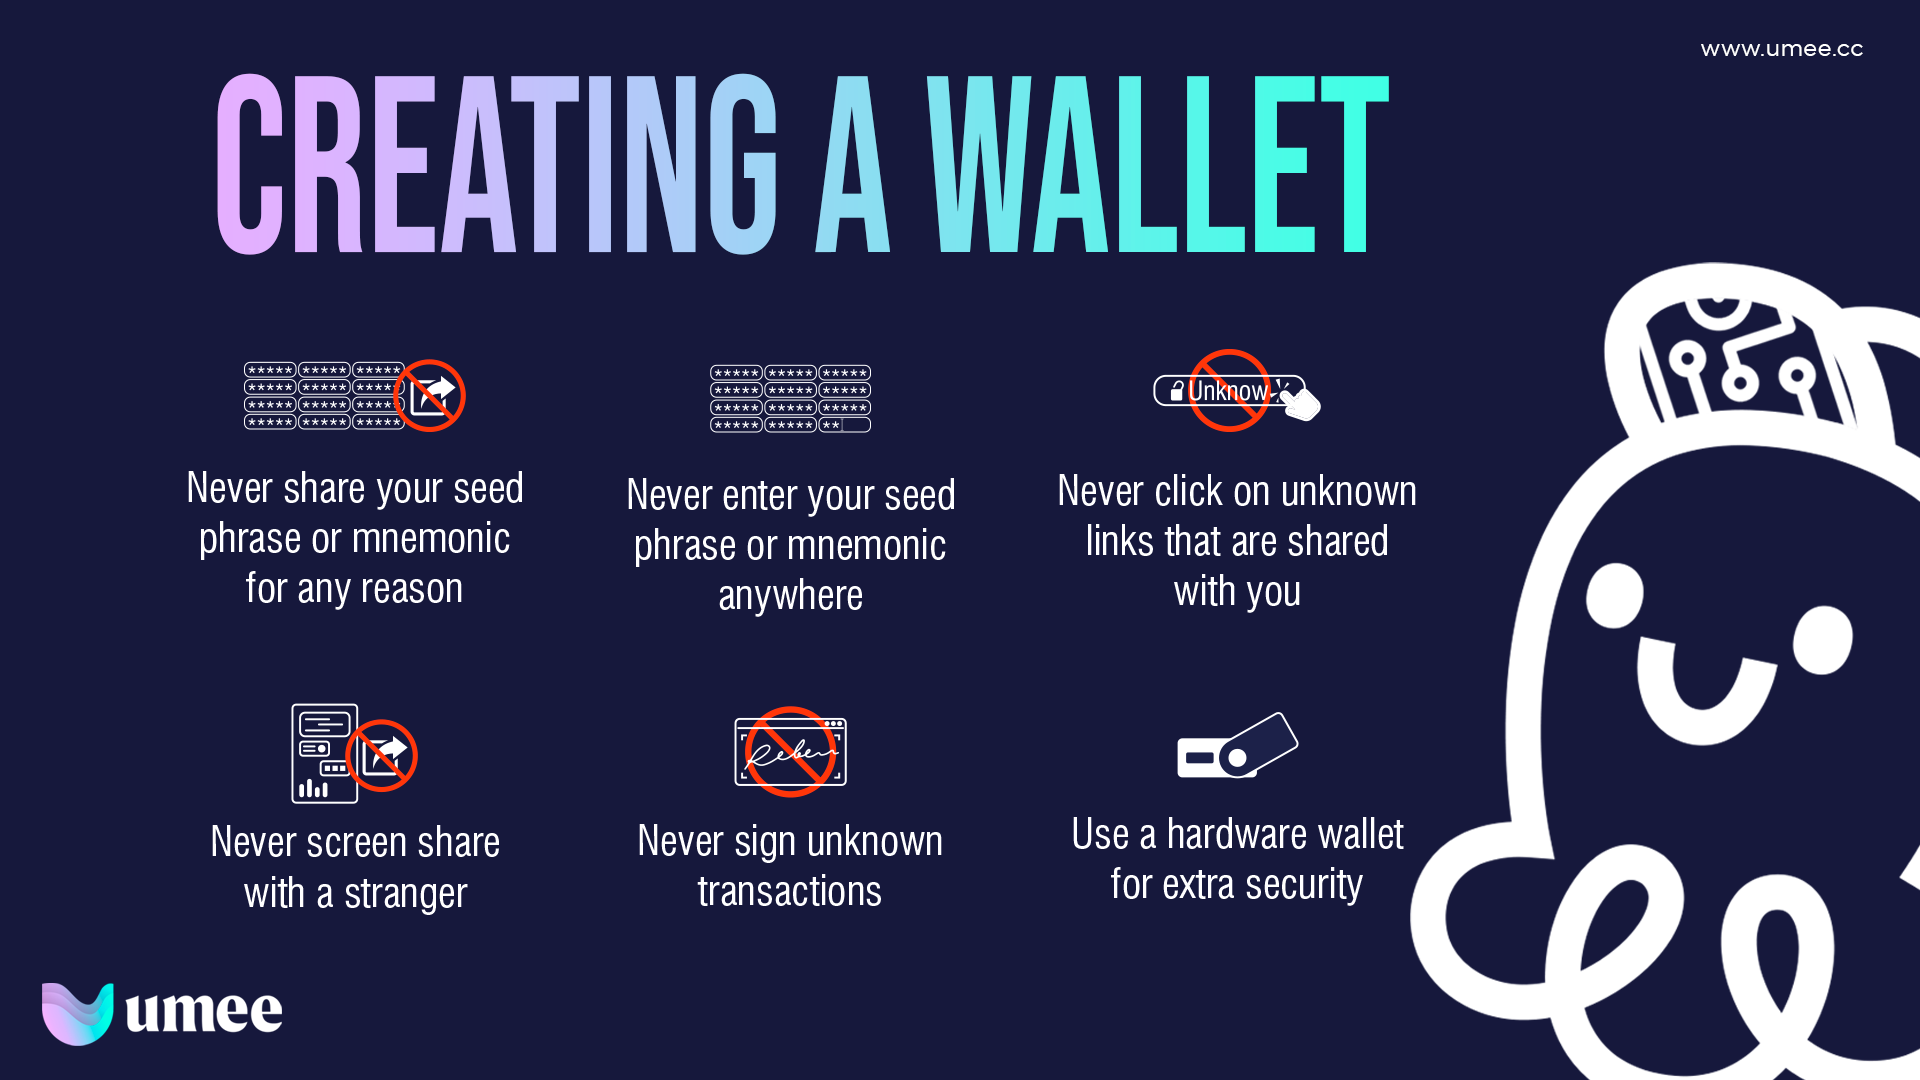 www.umee.cc
CREATING A WALLET
***** ***** *****
***** ***** *****
***** ***** *****
***** ***** *****
Never share your seed
phrase or mnemonic
for any reason
***** ***** *****
***** ***** *****
***** ***** *****
***** ***** **
Never enter your seed
phrase or mnemonic
anywhere
Unknow
Never click on unknown
links that are shared
with you
Never screen share
with a stranger
Never sign unknown
transactions
Use a hardware wallet
for extra security
umee